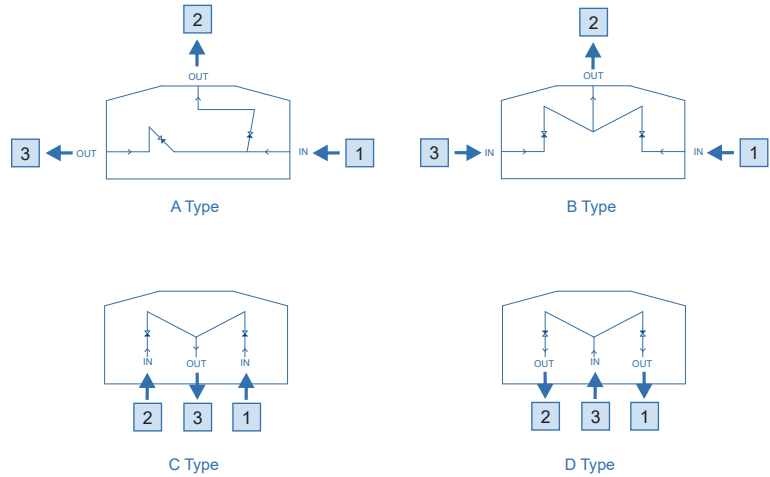 2
OUT
3 OUT IN 1
A Type
2
OUT
3 IN IN 1
B Type
IN OUT IN
2 3 1
C Type
OUT IN OUT
2 3 1
D Type